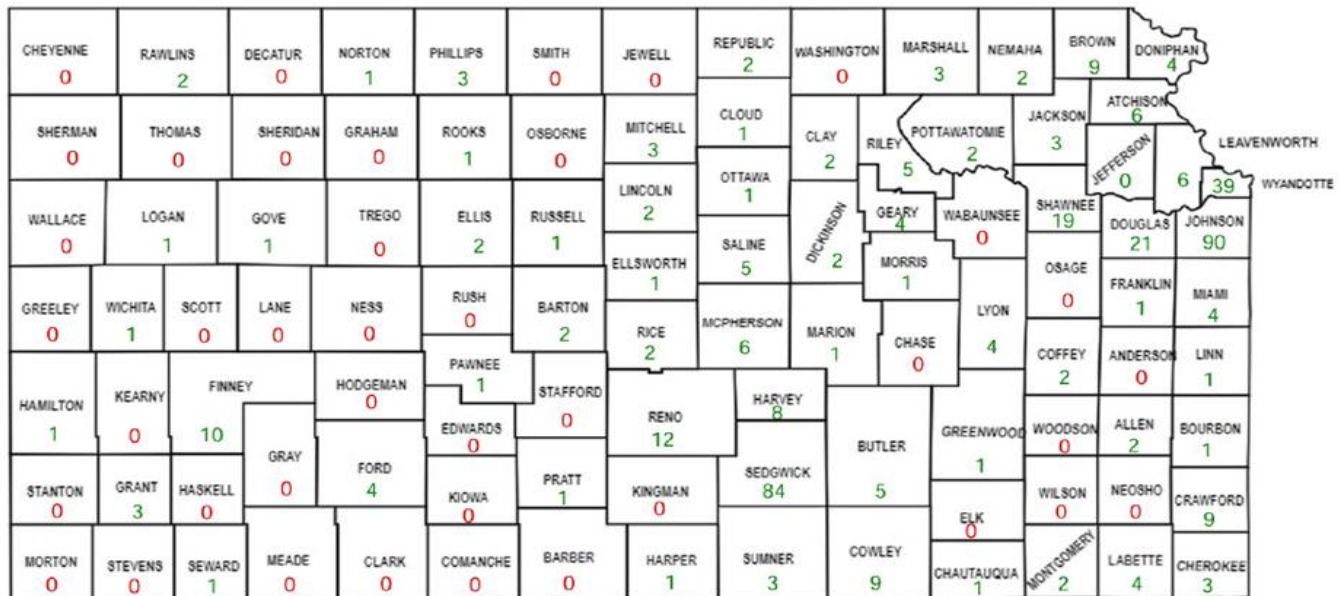 CHEYENNE 0
RAWLINS 2
DECATUR 0
NORTON 1
PHILLIPS 3
SMITH 0
JEWELL 0
REPUBLIC 2
WASHINGTON 0
MARSHALL 3
NEMAHA 2
BROWN 9
DONIPHAN 4
SHERMAN 0
THOMAS 0
SHERIDAN 0
GRAHAM 0
ROOKS 1
OSBORNE 0
MITCHELL 3
CLOUD 1
CLAY 2
RILEY 5
POTTAWATOMIE 2
JACKSON 3
ATCHISON 6
JEFFERSON 0
LEAVENWORTH 6
WYANDOTTE 39
WALLACE 0
LOGAN 1
GOVE 1
TREGO 0
ELLIS 2
RUSSELL 1
LINCOLN 2
OTTAWA 1
ELLSWORTH 1
SALINE 5
DICKINSON 2
GEARY 4
WABAUNSEE 0
MORRIS 1
SHAWNEE 19
DOUGLAS 21
JOHNSON 90
GREELEY 0
WICHITA 1
SCOTT 0
LANE 0
NESS 0
RUSH 0
BARTON 2
RICE 2
MCPHERSON 6
MARION 1
CHASE 0
LYON 4
OSAGE 0
FRANKLIN 1
MIAMI 4
HAMILTON 1
KEARNY 0
FINNEY 10
HODGEMAN 0
PAWNEE 1
STAFFORD 0
EDWARDS 0
RENO 12
HARVEY 8
COFFEY 2
ANDERSON 0
LINN 1
GRAY 0
FORD 4
KIOWA 0
PRATT 1
KINGMAN 0
SEDGWICK 84
BUTLER 5
GREENWOOD 1
WOODSON 0
ALLEN 2
BOURBON 1
STANTON 0
GRANT 3
HASKELL 0
ELK 0
WILSON 0
NEOSHO 0
CRAWFORD 9
MORTON 0
STEVENS 0
SEWARD 1
MEADE 0
CLARK 0
COMANCHE 0
BARBER 0
HARPER 1
SUMNER 3
COWLEY 9
CHAUTAUQUA 1
MONTGOMERY 2
LABETTE 4
CHEROKEE 3